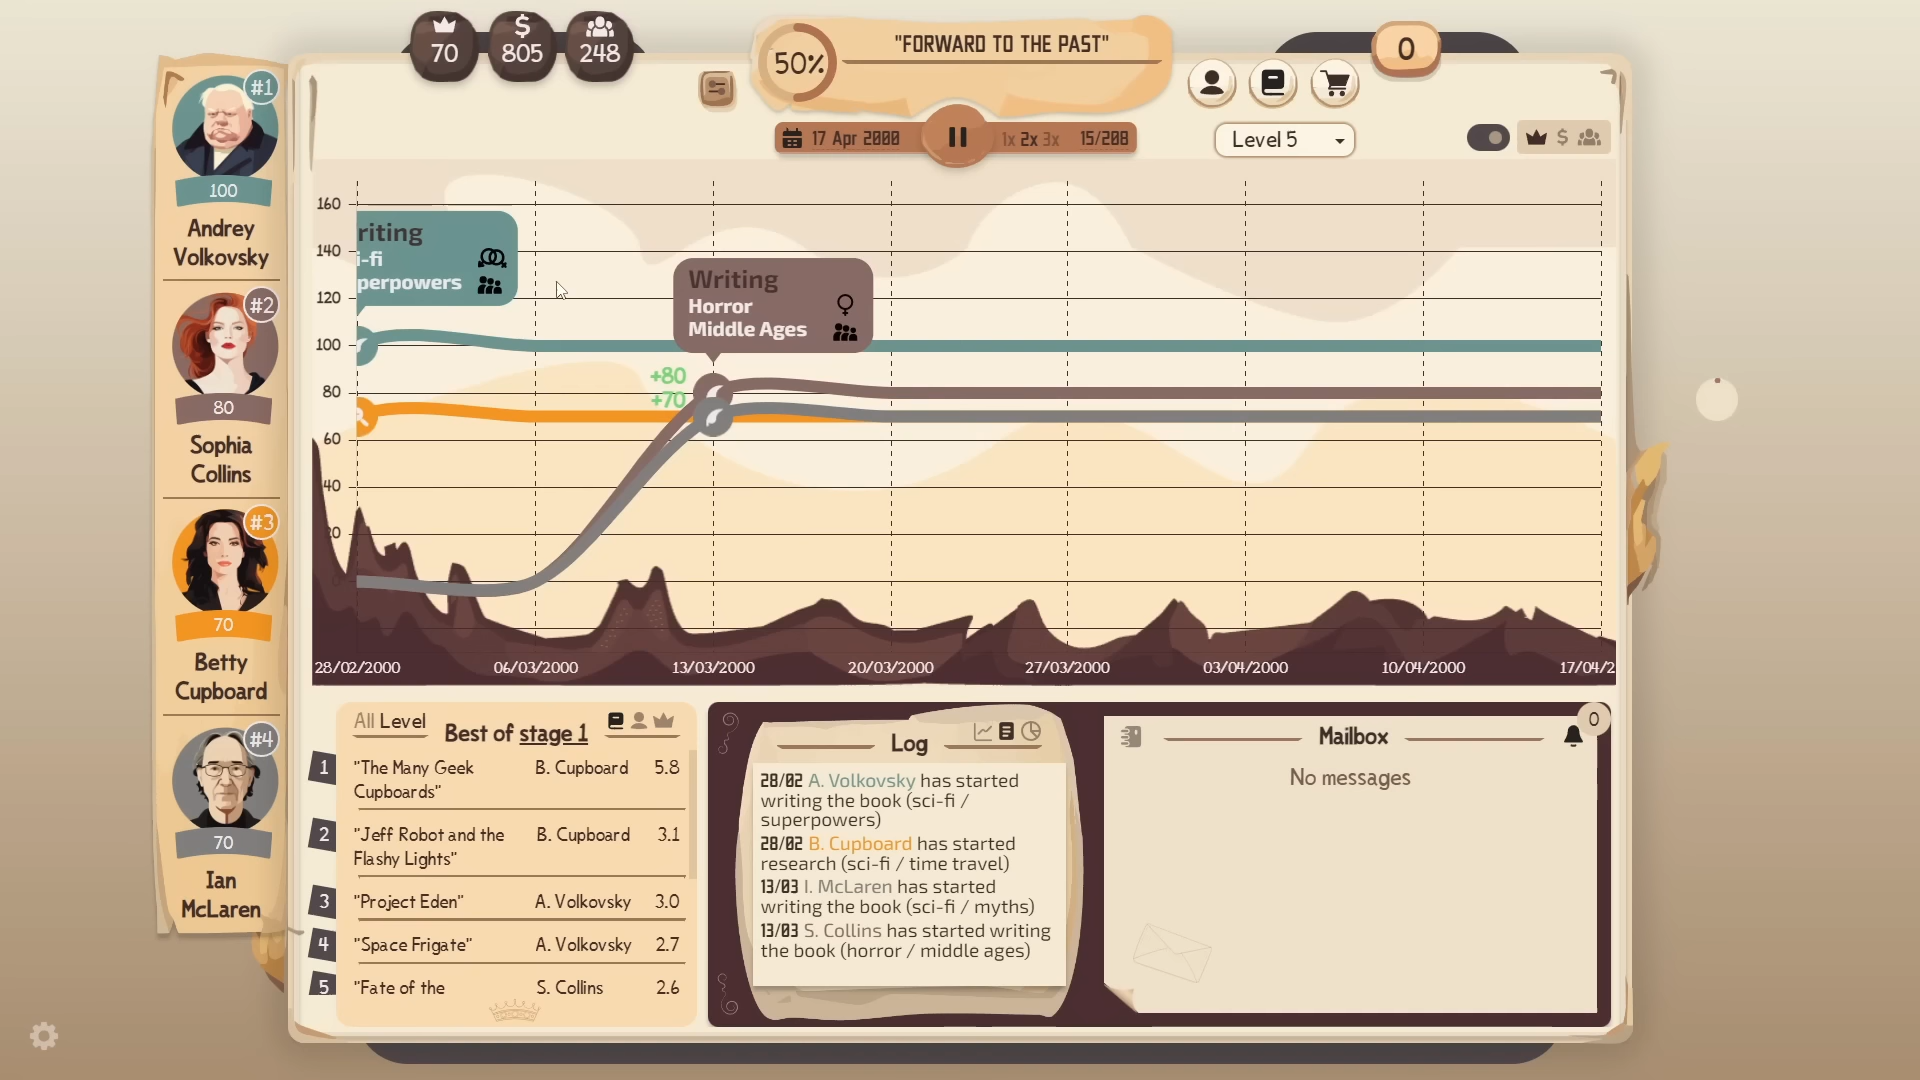 70
805
248
50%
"FORWARD TO THE PAST"
0
17 Apr 2000
1x 2x 3x
15/208
Level 5
$
#1
100
Andrey
Volkovsky
#2
80
Sophia
Collins
#3
70
Betty
Cupboard
#4
70
Ian
McLaren
160
140
120
100
80
60
40
20
riting
i-fi
perpowers
Writing
Horror
Middle Ages
+80
+70
28/02/2000
06/03/2000
13/03/2000
20/03/2000
27/03/2000
03/04/2000
10/04/2000
17/04/2
All Level
Best of stage 1
1 "The Many Geek Cupboards" B. Cupboard 5.8
2 "Jeff Robot and the Flashy Lights" B. Cupboard 3.1
3 "Project Eden" A. Volkovsky 3.0
4 "Space Frigate" A. Volkovsky 2.7
5 "Fate of the S. Collins 2.6
Log
28/02 A. Volkovsky has started
writing the book (sci-fi /
superpowers)
28/02 B. Cupboard has started
research (sci-fi / time travel)
13/03 I. McLaren has started
writing the book (sci-fi / myths)
13/03 S. Collins has started writing
the book (horror / middle ages)
Mailbox
0
No messages